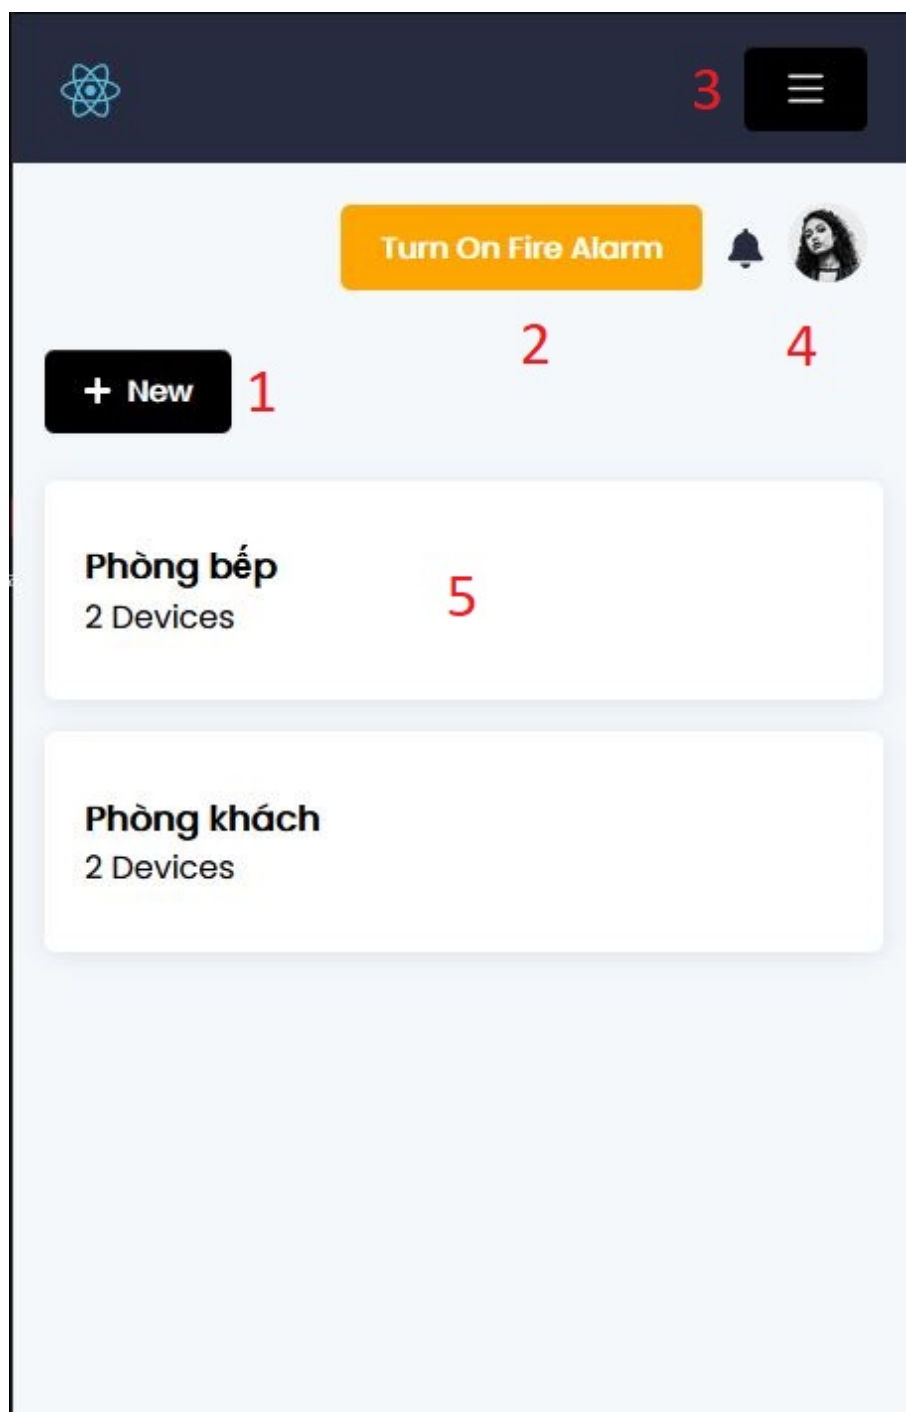 3
Turn On Fire Alarm
2
4
+ New
1
Phòng bếp
5
2 Devices
Phòng khách
2 Devices